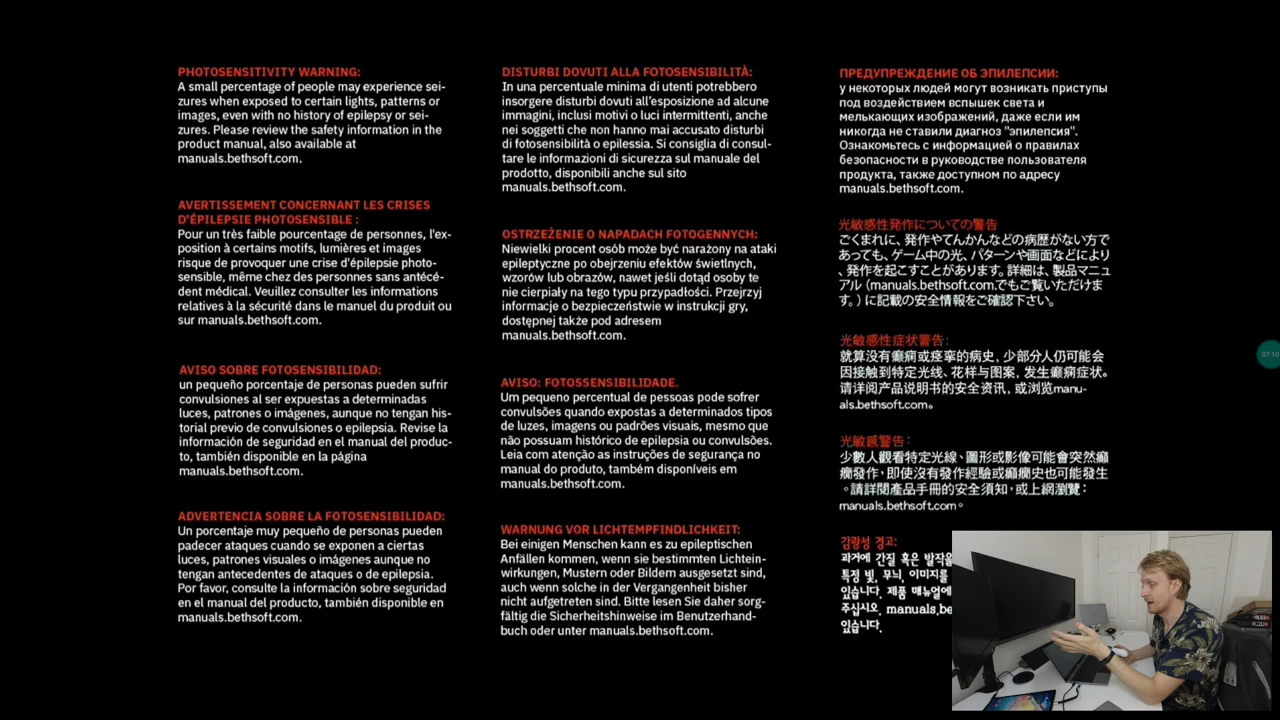 PHOTOSENSITIVITY WARNING:
A small percentage of people may experience sei-
zures when exposed to certain lights, patterns or
images, even with no history of epilepsy or sei-
zures. Please review the safety information in the
product manual, also available at
manuals.bethsoft.com.
AVERTISSEMENT CONCERNANT LES CRISES
D'ÉPILEPSIE PHOTOSENSIBLE :
Pour un très faible pourcentage de personnes, l'ex-
position à certains motifs, lumières et images
risque de provoquer une crise d'épilepsie photo-
sensible, même chez des personnes sans antécé-
dent médical. Veuillez consulter les informations
relatives à la sécurité dans le manuel du produit ou
sur manuals.bethsoft.com.
AVISO SOBRE FOTOSENSIBILIDAD:
un pequeño porcentaje de personas pueden sufrir
convulsiones al ser expuestas a determinadas
luces, patrones o imágenes, aunque no tengan his-
torial previo de convulsiones o epilepsia. Revise la
información de seguridad en el manual del produc-
to, también disponible en la página
manuals.bethsoft.com.
ADVERTENCIA SOBRE LA FOTOSENSIBILIDAD:
Un porcentaje muy pequeño de personas pueden
padecer ataques cuando se exponen a ciertas
luces, patrones visuales o imágenes aunque no
tengan antecedentes de ataques o de epilepsia.
Por favor, consulte la información sobre seguridad
en el manual del producto, también disponible en
manuals.bethsoft.com.
DISTURBI DOVUTI ALLA FOTOSENSIBILITÀ:
In una percentuale minima di utenti potrebbero
insorgere disturbi dovuti all'esposizione ad alcune
immagini, inclusi motivi o luci intermittenti, anche
nei soggetti che non hanno mai accusato disturbi
di fotosensibilità o epilessia. Si consiglia di consul-
tare le informazioni di sicurezza sul manuale del
prodotto, disponibili anche sul sito
manuals.bethsoft.com.
OSTRZEŻENIE O NAPADACH FOTOGENNYCH:
Niewielki procent osób może być narażony na ataki
epileptyczne po obejrzeniu efektów świetlnych,
wzorów lub obrazów, nawet jeśli dotąd osoby te
nie cierpiały na tego typu przypadłości. Przejrzyj
informacje o bezpieczeństwie w instrukcji gry,
dostępnej także pod adresem
manuals.bethsoft.com.
AVISO: FOTOSSENSIBILIDADE.
Um pequeno percentual de pessoas pode sofrer
convulsões quando expostas a determinados tipos
de luzes, imagens ou padrões visuais, mesmo que
não possuam histórico de epilepsia ou convulsões.
Leia com atenção as instruções de segurança no
manual do produto, também disponíveis em
manuals.bethsoft.com.
WARNUNG VOR LICHTEMPFINDLICHKEIT:
Bei einigen Menschen kann es zu epileptischen
Anfällen kommen, wenn sie bestimmten Lichtein-
wirkungen, Mustern oder Bildern ausgesetzt sind,
auch wenn solche in der Vergangenheit bisher
nicht aufgetreten sind. Bitte lesen Sie daher sorg-
fältig die Sicherheitshinweise im Benutzerhand-
buch oder unter manuals.bethsoft.com.
ПРЕДУПРЕЖДЕНИЕ ОБ ЭПИЛЕПСИИ:
у некоторых людей могут возникать приступы
под воздействием вспышек света и
мелькающих изображений, даже если им
никогда не ставили диагноз "эпилепсия".
Ознакомьтесь с информацией о правилах
безопасности в руководстве пользователя
продукта, также доступном по адресу
manuals.bethsoft.com.
光敏感性発作についての警告
ごくまれに、発作やてんかんなどの病歴がない方で
あっても、ゲーム中の光、パターンや画面などにより
、発作を起こすことがあります。詳細は、製品マニュ
アル（manuals.bethsoft.comでもご覧いただけま
す。）に記載の安全情報をご確認下さい。
光敏感性症状警告：
就算没有癫痫或痉挛的病史，少部分人仍可能会
因接触到特定光线、花样与图案，发生癫痫症状。
请详阅产品说明书的安全资讯，或浏览manu-
als.bethsoft.com。
光敏感警告：
少數人觀看特定光線、圖形或影像可能會突然癲
癇發作，即使沒有發作經驗或癲癇史也可能發生
。請詳閱產品手冊的安全須知，或上網瀏覽：
manuals.bethsoft.com。
감광성 경고:
과거에 간질 혹은 발작을
특정 빛, 무늬, 이미지를
있습니다. 제품 매뉴얼에
주십시오. manuals.be
있습니다.
07:10